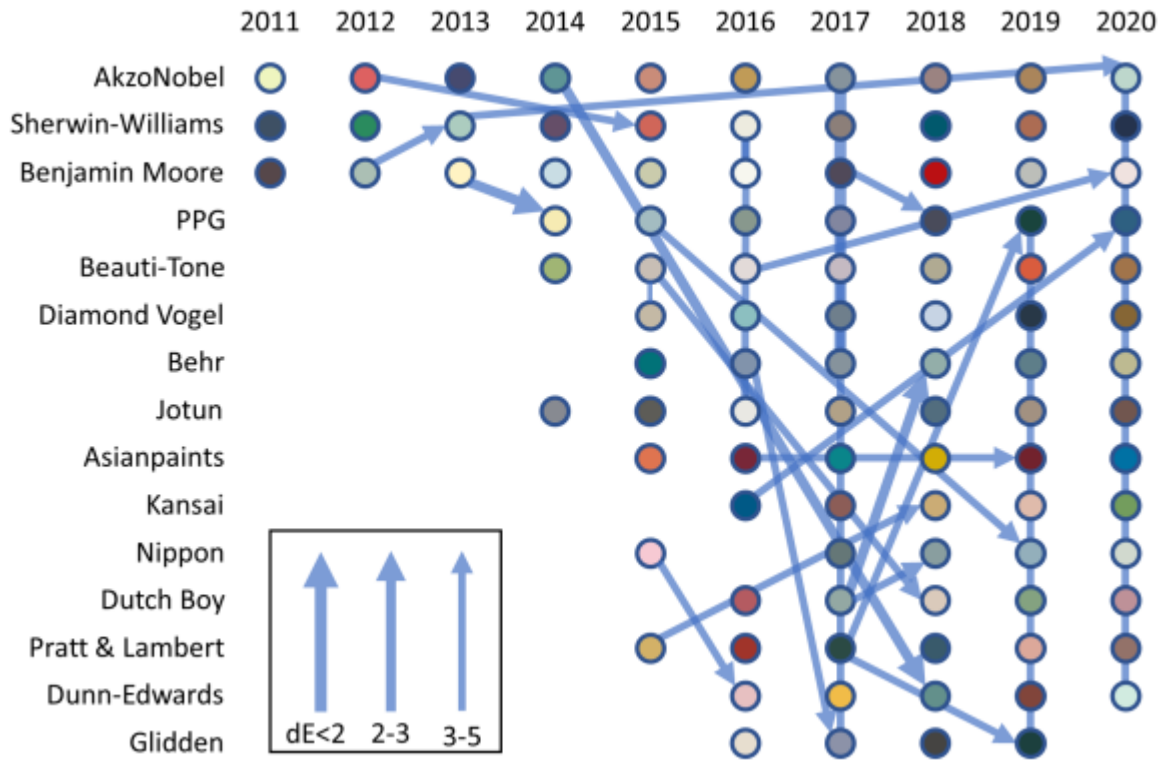 2011 2012 2013 2014 2015 2016 2017 2018 2019 2020
AkzoNobel
Sherwin-Williams
Benjamin Moore
PPG
Beauti-Tone
Diamond Vogel
Behr
Jotun
Asianpaints
Kansai
Nippon
Dutch Boy
Pratt & Lambert
Dunn-Edwards
Glidden
dE<2 2-3 3-5